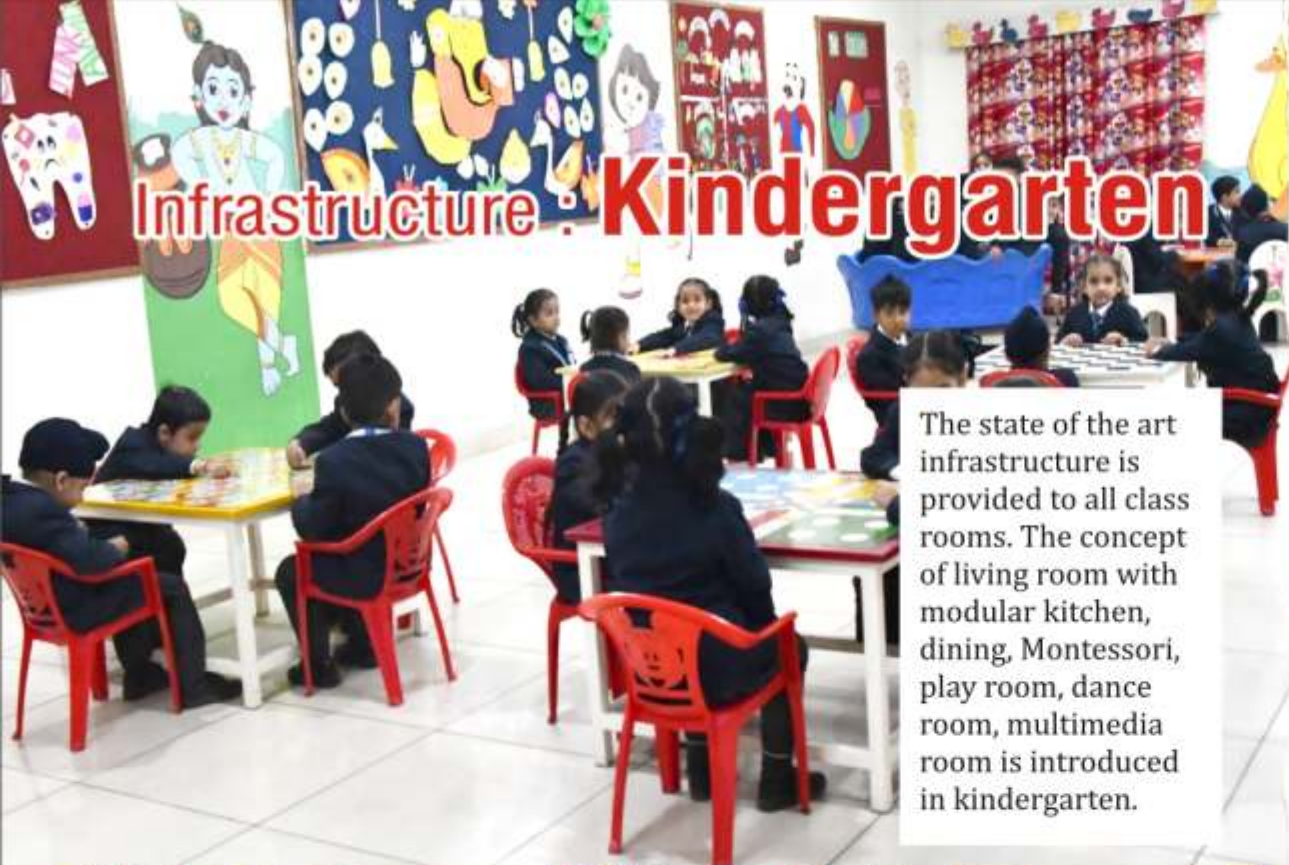 Infrastructure : Kindergarten
The state of the art
infrastructure is
provided to all class
rooms. The concept
of living room with
modular kitchen,
dining, Montessori,
play room, dance
room, multimedia
room is introduced
in kindergarten.